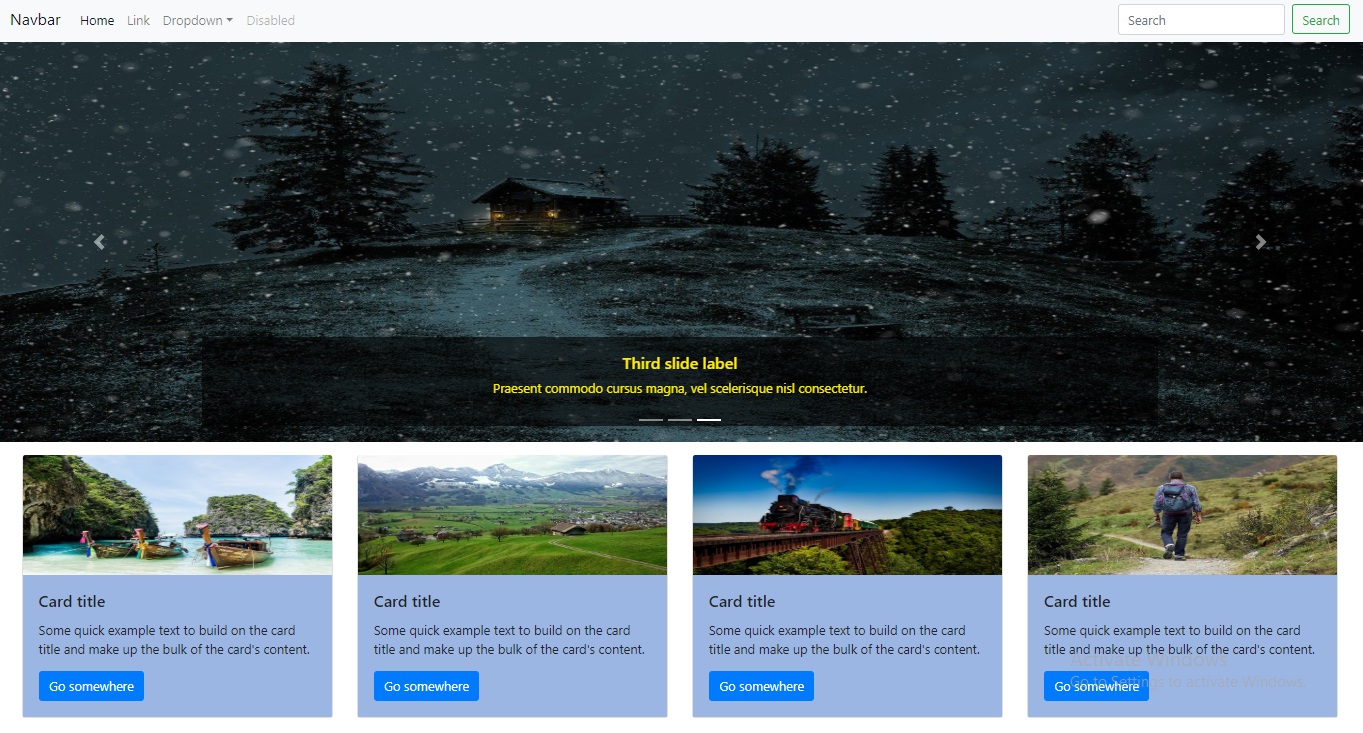 Navbar Home Link Dropdown Disabled Search Search
Third slide label
Praesent commodo cursus magna, vel scelerisque nisl consectetur.
Card title
Some quick example text to build on the card
title and make up the bulk of the card's content.
Go somewhere
Card title
Some quick example text to build on the card
title and make up the bulk of the card's content.
Go somewhere
Card title
Some quick example text to build on the card
title and make up the bulk of the card's content.
Go somewhere
Card title
Some quick example text to build on the card
title and make up the bulk of the card's content.
Go somewhere
Activate Windows
Go to Settings to activate Windows.